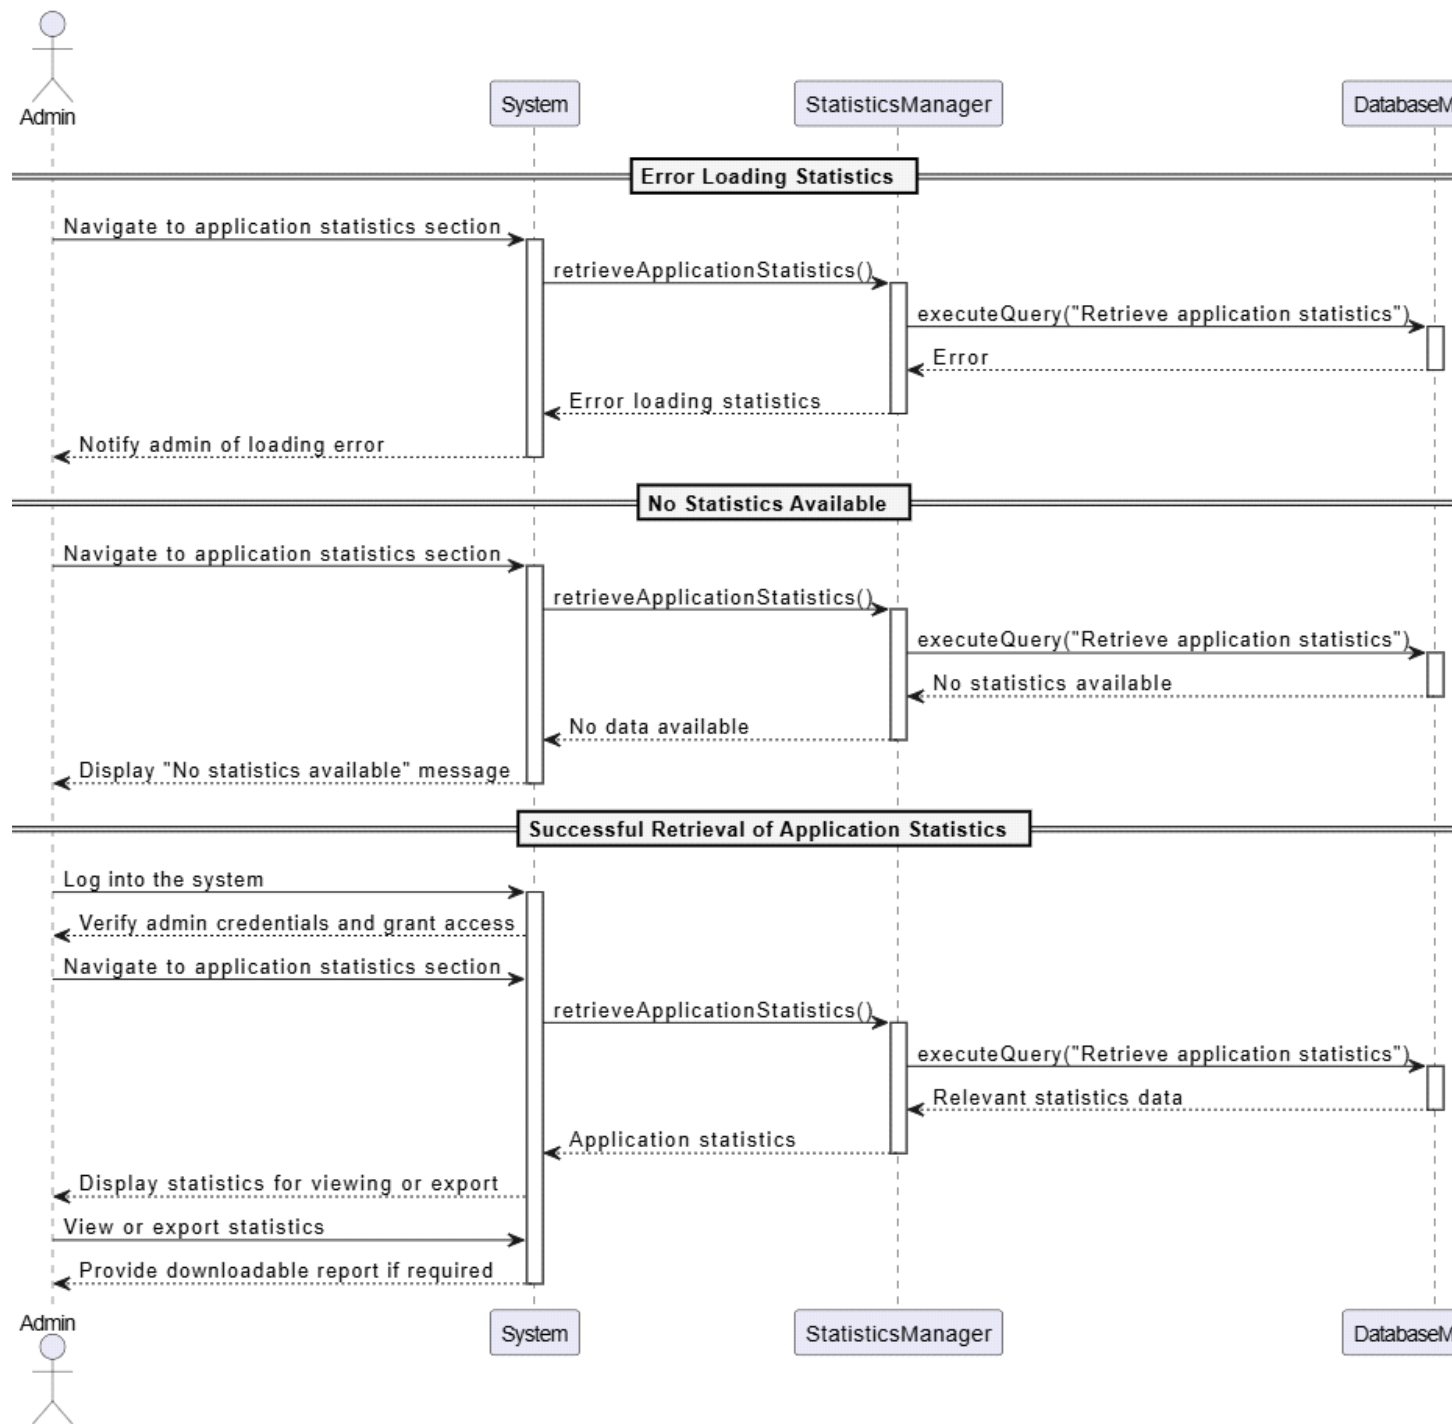 Admin
System
StatisticsManager
DatabaseM
Error Loading Statistics
Navigate to application statistics section
retrieveApplicationStatistics()
executeQuery("Retrieve application statistics")
Error
Error loading statistics
Notify admin of loading error
No Statistics Available
Navigate to application statistics section
retrieveApplicationStatistics()
executeQuery("Retrieve application statistics")
No statistics available
No data available
Display "No statistics available" message
Successful Retrieval of Application Statistics
Log into the system
Verify admin credentials and grant access
Navigate to application statistics section
retrieveApplicationStatistics()
executeQuery("Retrieve application statistics")
Relevant statistics data
Application statistics
Display statistics for viewing or export
View or export statistics
Provide downloadable report if required
Admin
System
StatisticsManager
DatabaseM